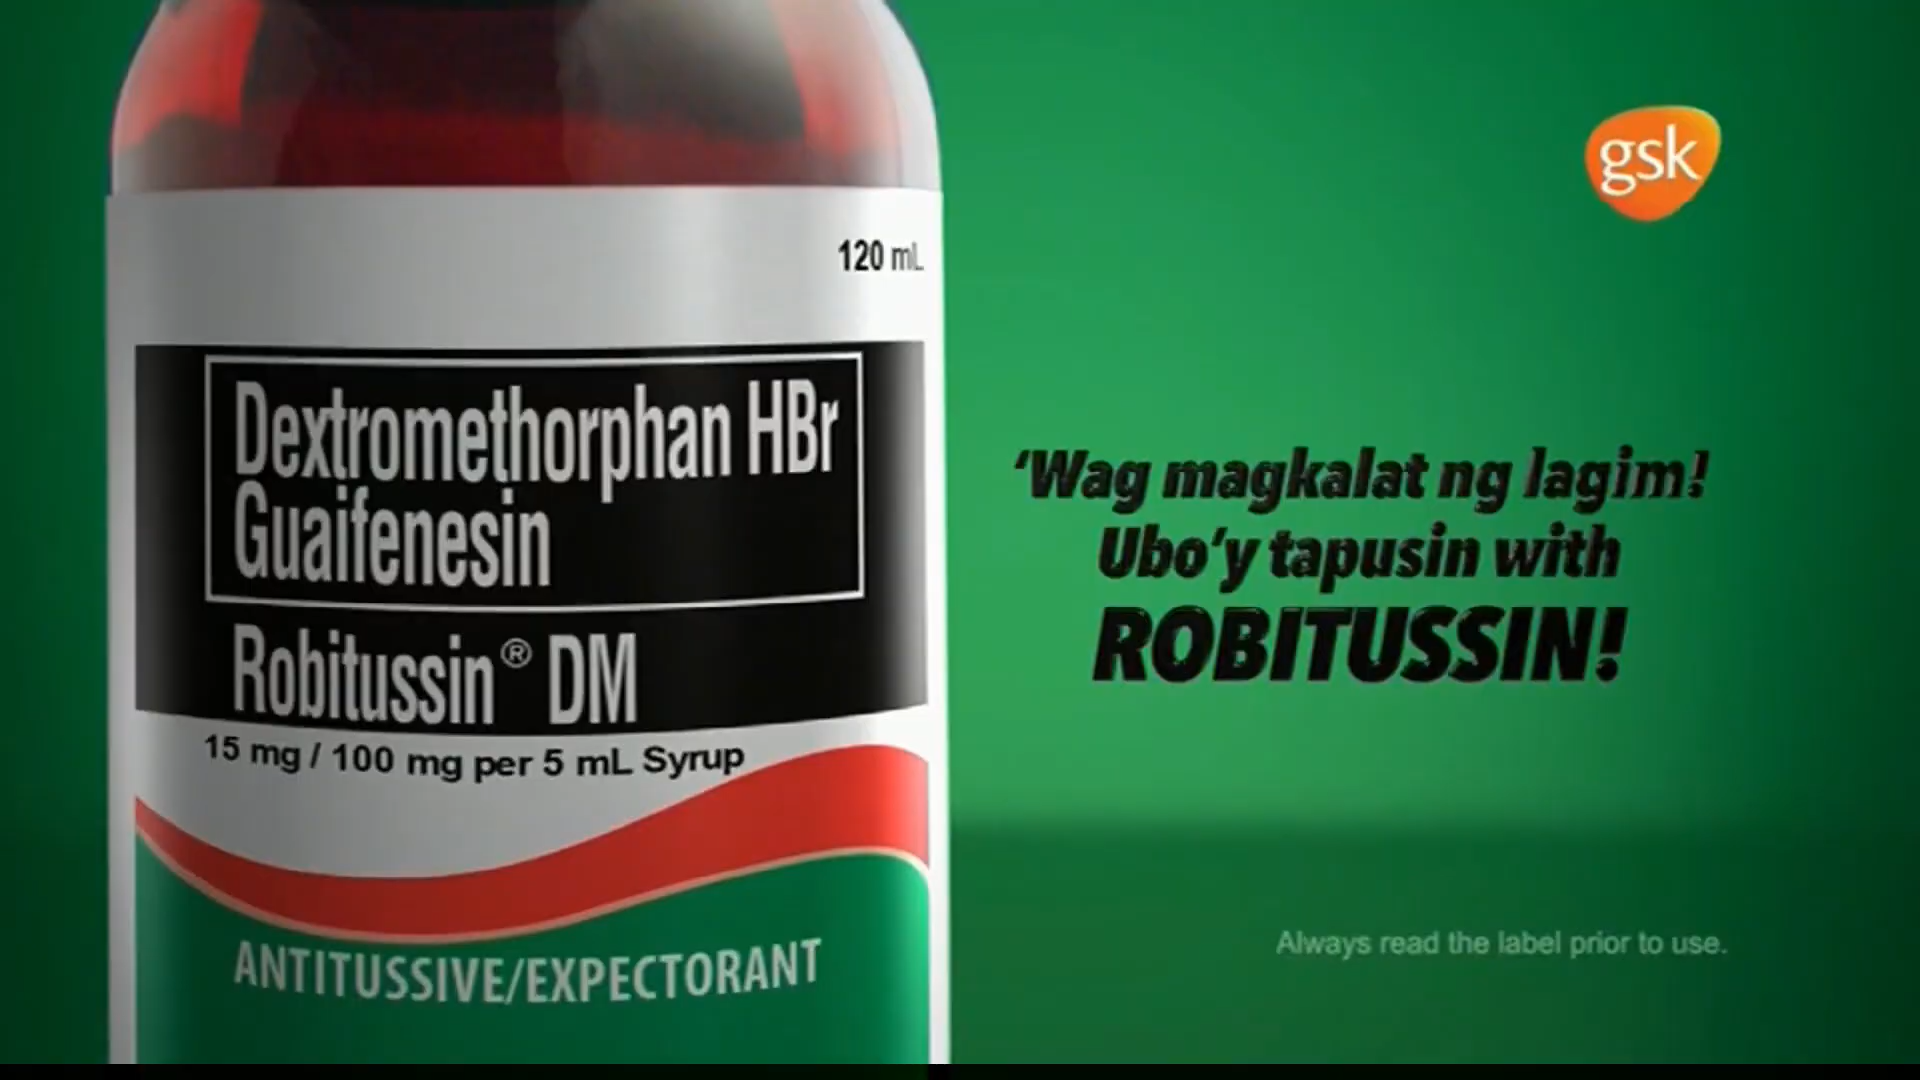 120 mL
Dextromethorphan HBr
Guaifenesin
Robitussin® DM
15 mg / 100 mg per 5 mL Syrup
ANTITUSSIVE/EXPECTORANT
gsk
‘Wag magkalat ng lagim!
Ubo’y tapusin with
ROBITUSSIN!
Always read the label prior to use.